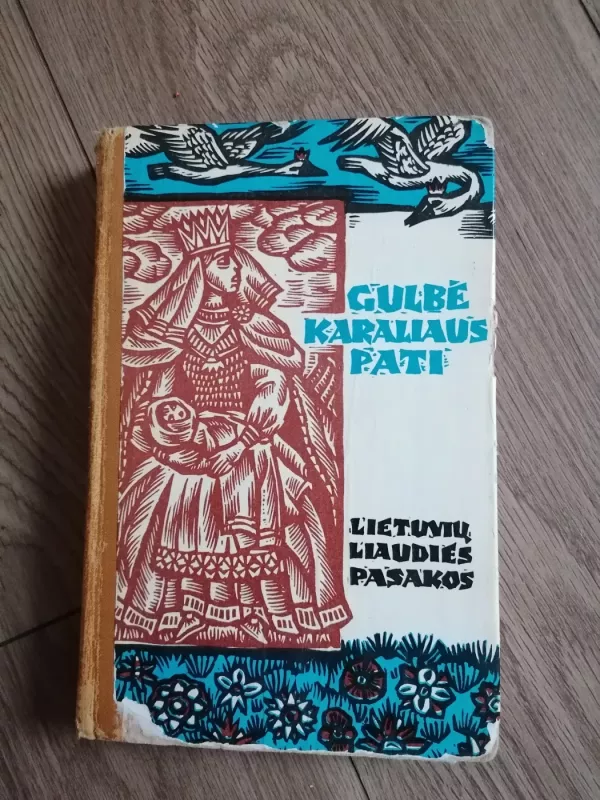 GULBĖ
KARALIAUS
PATI
LIETUVIŲ
LIAUDIES
PASAKOS